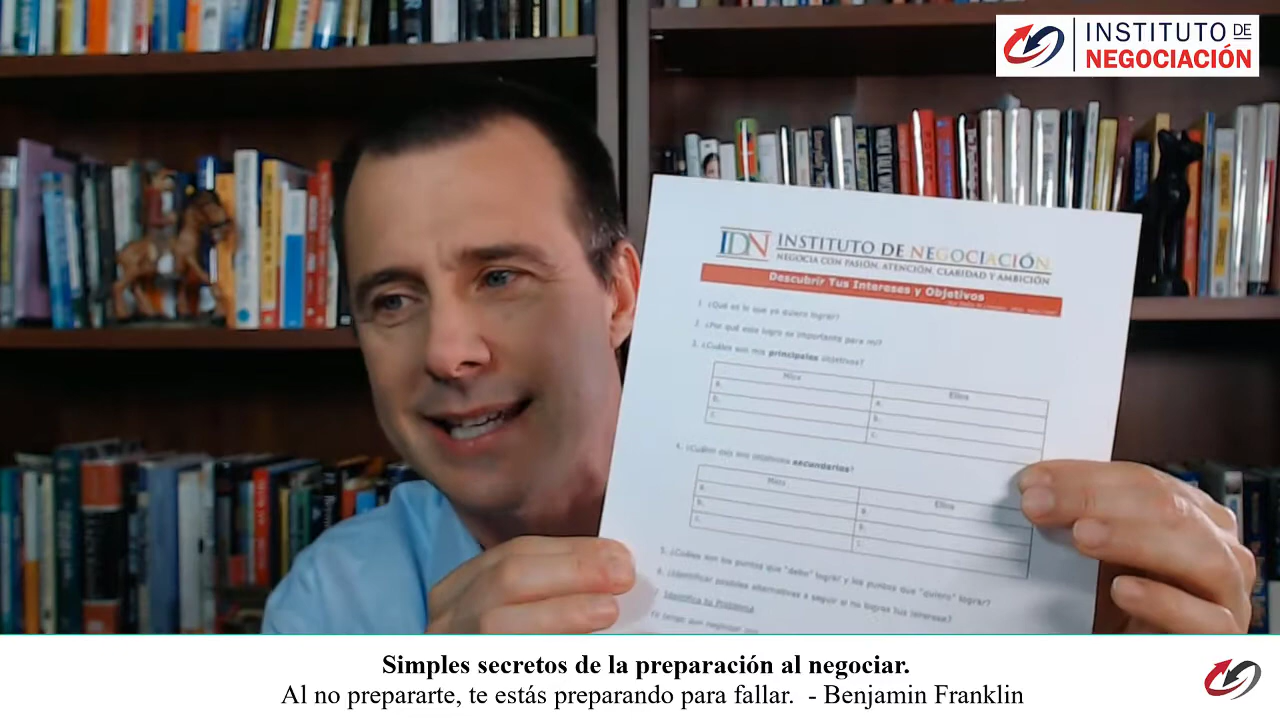 INSTITUTO DE
NEGOCIACIÓN
IDN INSTITUTO DE NEGOCIACIÓN
NEGOCIA CON PASIÓN, ATENCIÓN, CLARIDAD Y AMBICIÓN
Descubrir Tus Intereses y Objetivos
1. ¿Qué es lo que yo quiero lograr?
2. ¿Por qué este logro es importante para mi?
3. ¿Cuáles son mis principales objetivos?
Míos Ellos
a. a.
b. b.
c. c.
4. ¿Cuáles son mis objetivos secundarios?
Míos Ellos
a. a.
b. b.
c. c.
5. ¿Cuáles son los puntos que "debo" lograr y los puntos que "quiero" lograr?
6. ¿Identificar posibles alternativas a seguir si no logras tus intereses?
Identifica tu Problema
Simples secretos de la preparación al negociar.
Al no prepararte, te estás preparando para fallar. - Benjamin Franklin